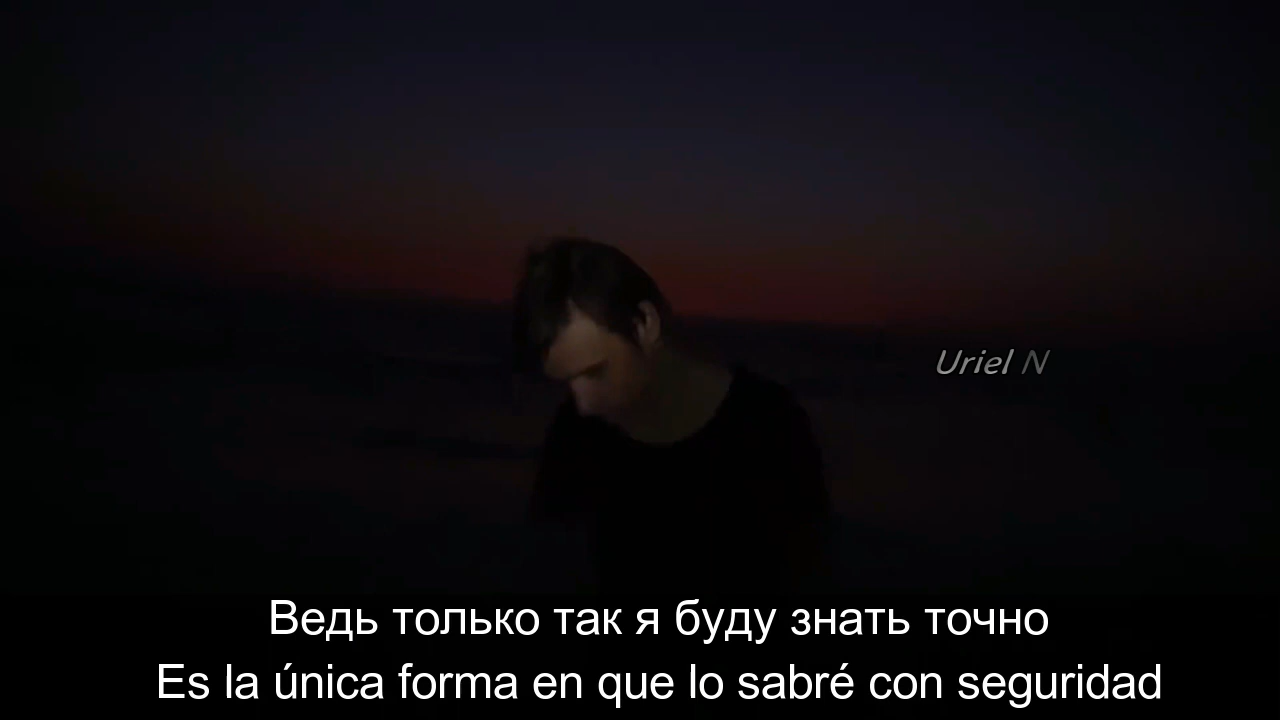 Uriel N
Ведь только так я буду знать точно
Es la única forma en que lo sabré con seguridad